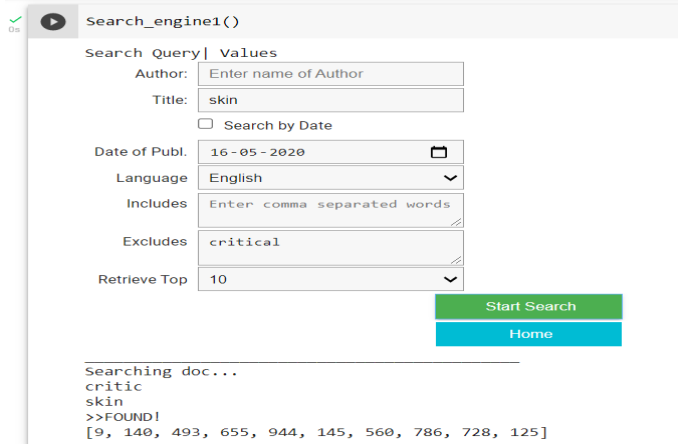 0s
Search_engine1()
Search Query| Values
Author: Enter name of Author
Title: skin
Search by Date
Date of Publ. 16-05-2020
Language English
Includes Enter comma separated words
Excludes critical
Retrieve Top 10
Start Search
Home
Searching doc...
critic
skin
>>FOUND!
[9, 140, 493, 655, 944, 145, 560, 786, 728, 125]